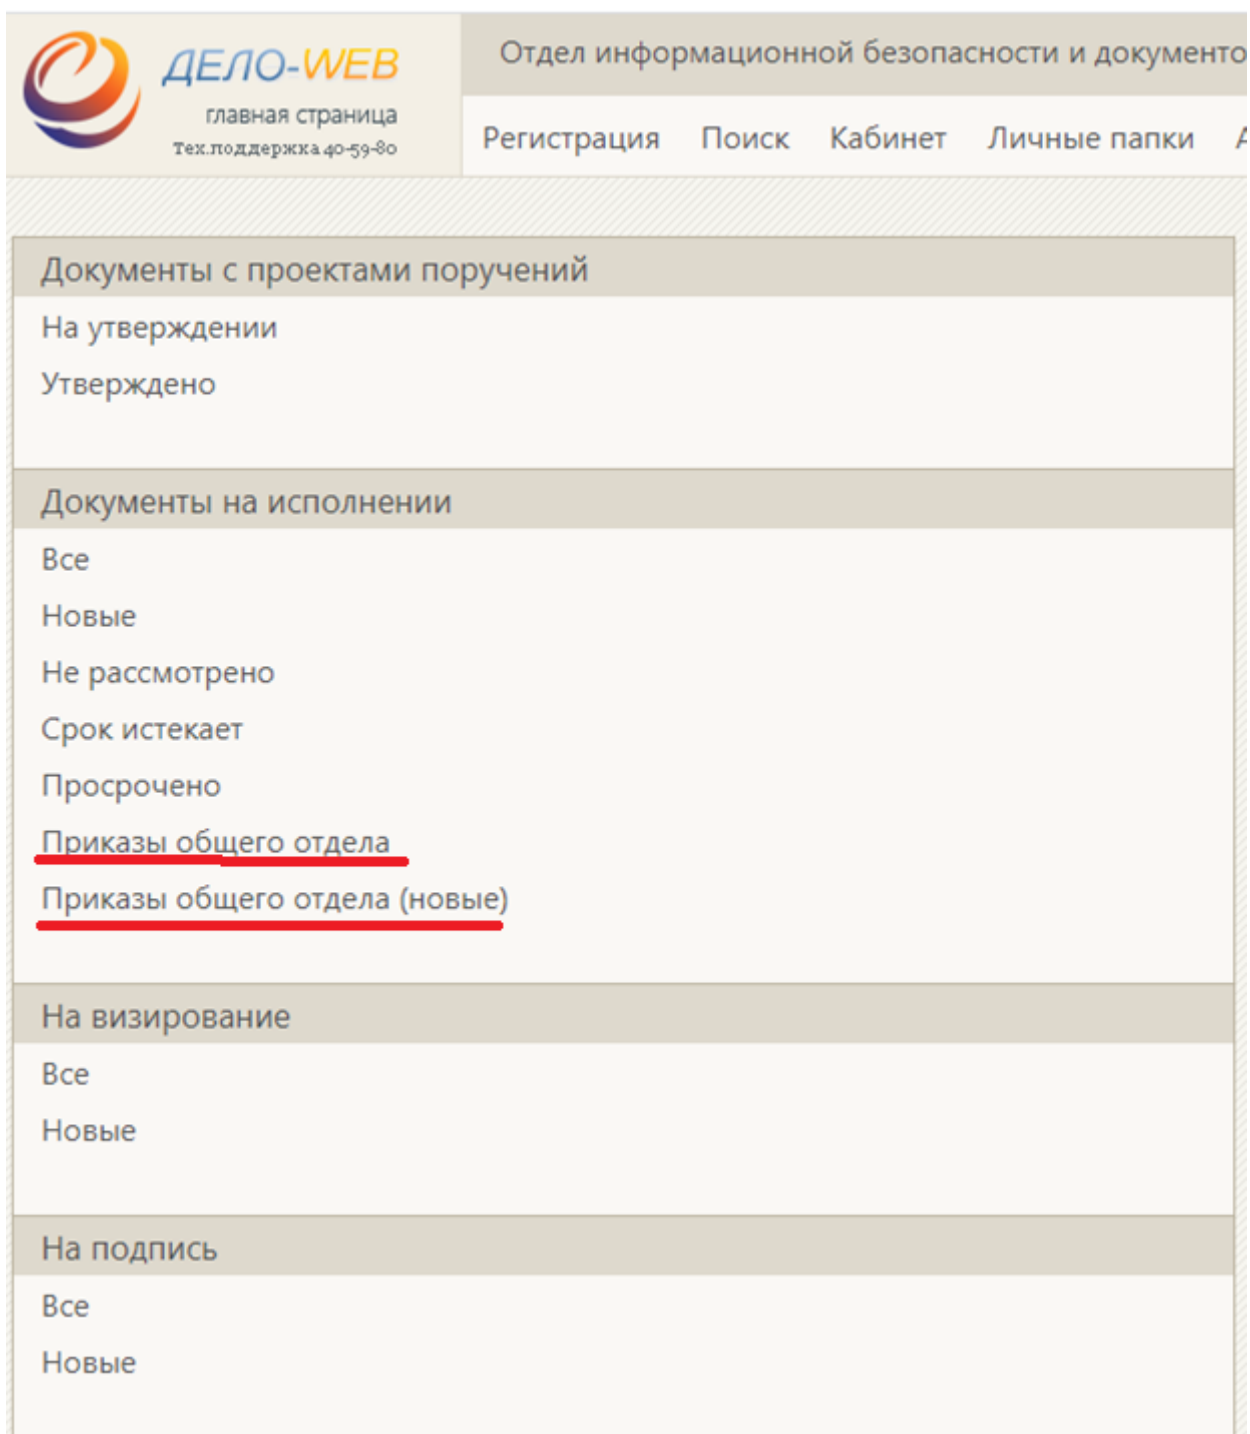 ДЕЛО-WEB
главная страница
Тех.поддержка 40-59-80
Отдел информационной безопасности и документо
Регистрация Поиск Кабинет Личные папки А
Документы с проектами поручений
На утверждении
Утверждено
Документы на исполнении
Все
Новые
Не рассмотрено
Срок истекает
Просрочено
Приказы общего отдела
Приказы общего отдела (новые)
На визирование
Все
Новые
На подпись
Все
Новые